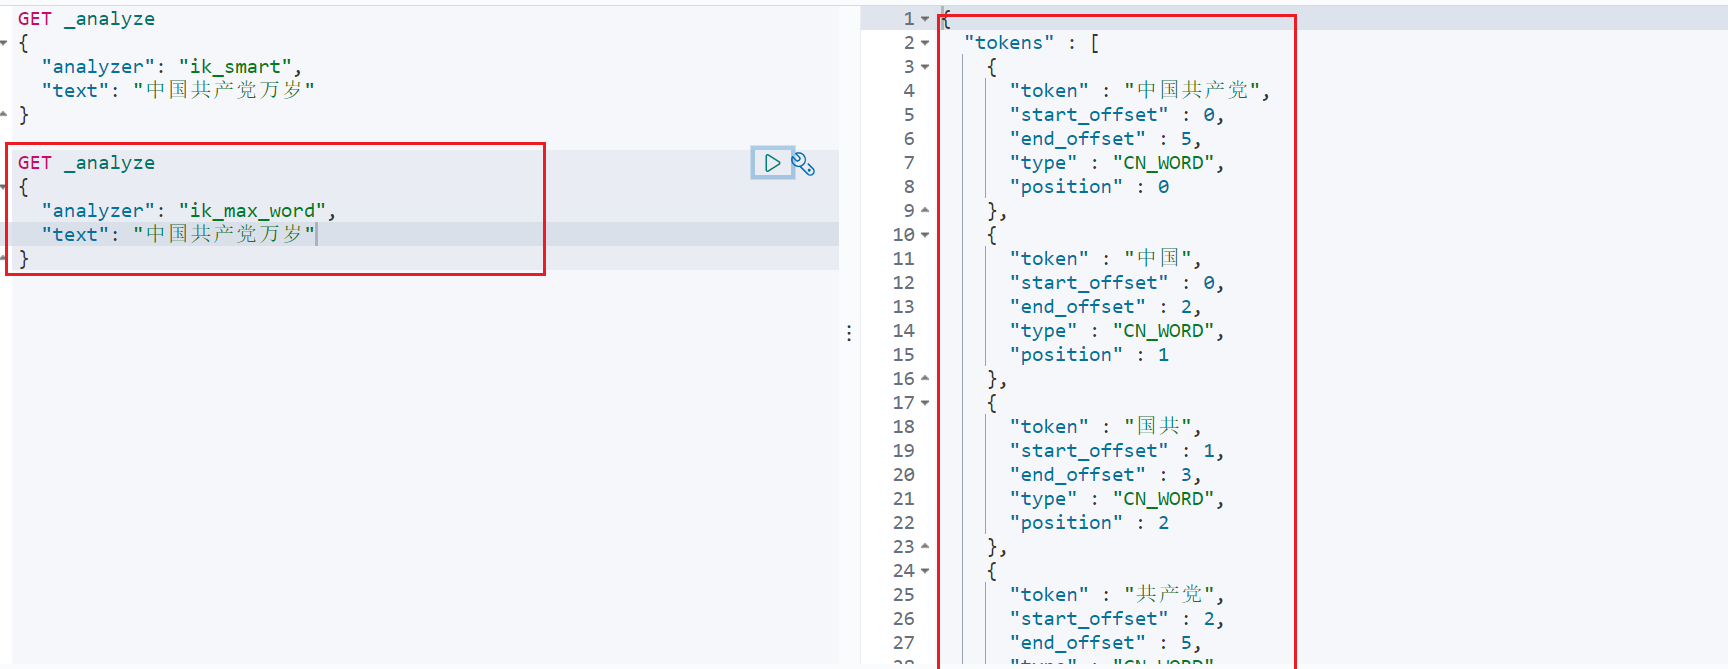 GET _analyze
{
"analyzer": "ik_smart",
"text": "中国共产党万岁"
}
GET _analyze
{
"analyzer": "ik_max_word",
"text": "中国共产党万岁"
}
1 {
2 "tokens" : [
3 {
4 "token" : "中国共产党",
5 "start_offset" : 0,
6 "end_offset" : 5,
7 "type" : "CN_WORD",
8 "position" : 0
9 },
10 {
11 "token" : "中国",
12 "start_offset" : 0,
13 "end_offset" : 2,
14 "type" : "CN_WORD",
15 "position" : 1
16 },
17 {
18 "token" : "国共",
19 "start_offset" : 1,
20 "end_offset" : 3,
21 "type" : "CN_WORD",
22 "position" : 2
23 },
24 {
25 "token" : "共产党",
26 "start_offset" : 2,
27 "end_offset" : 5,
28 "type" : "CN_WORD",